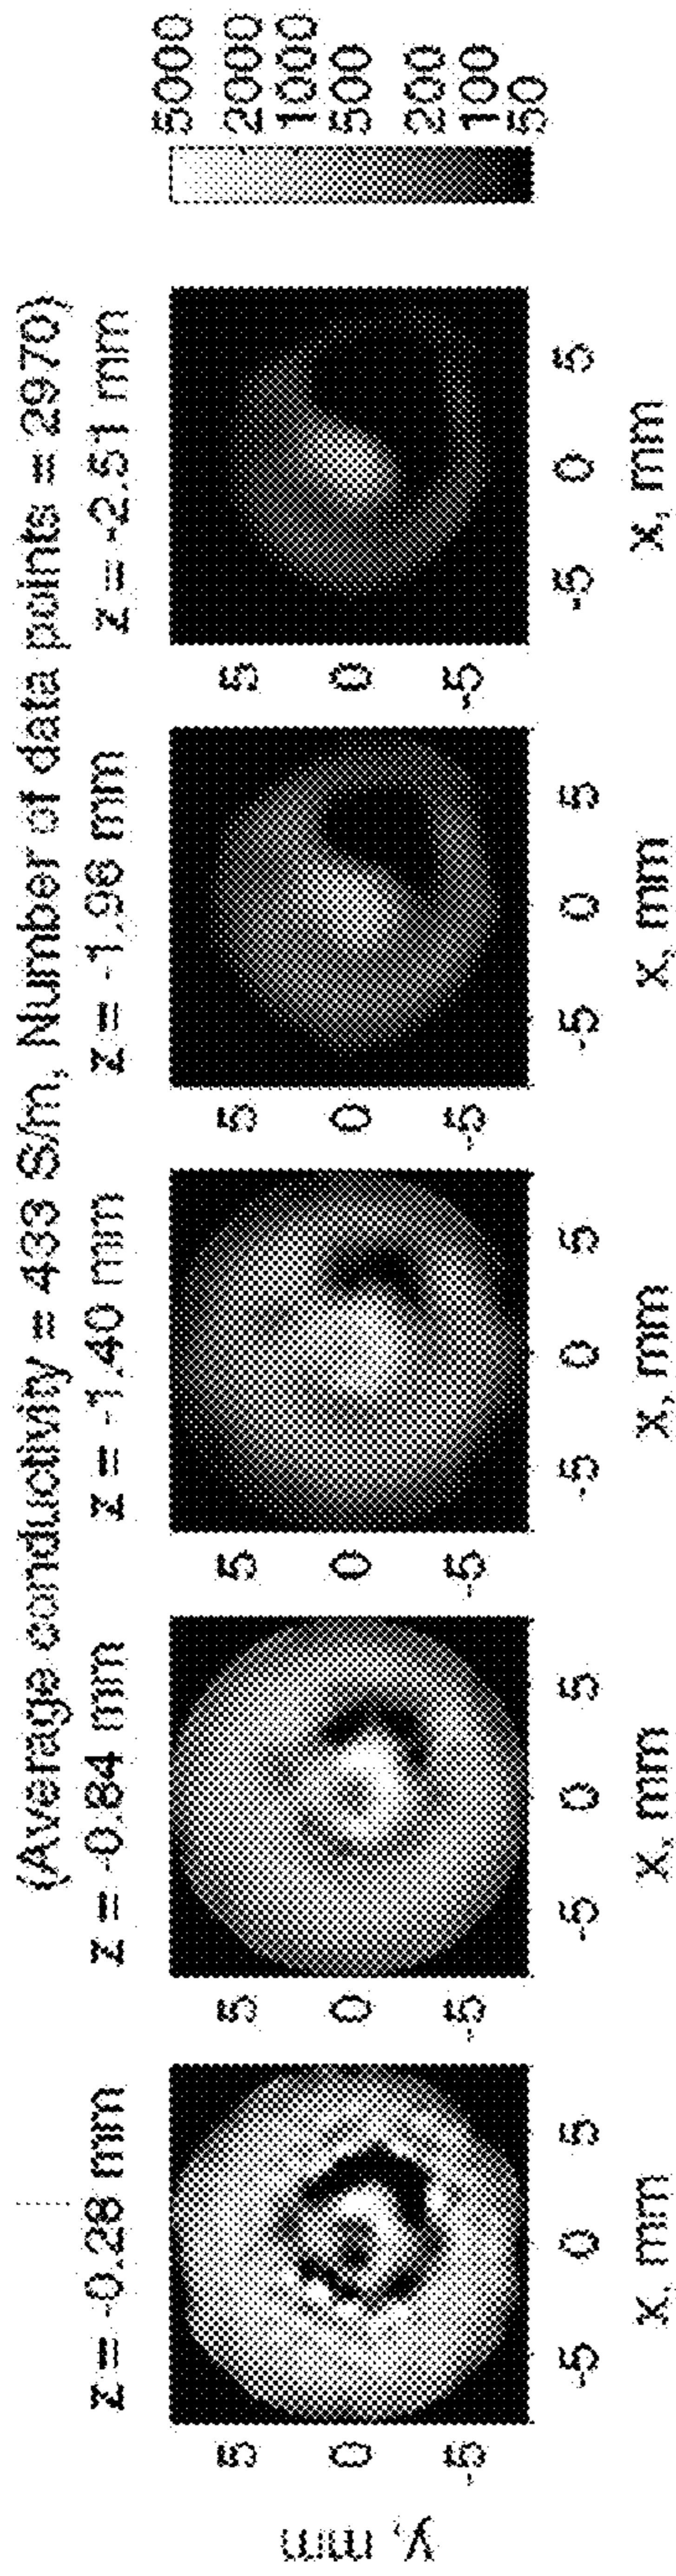 (Average conductivity = 433 S/m, Number of data points = 2970)
z = -0.28 mm
z = -0.84 mm
z = -1.40 mm
z = -1.96 mm
z = -2.51 mm
y, mm
5
0
-5
5
0
-5
5
0
-5
5
0
-5
5
0
-5
-5 0 5
-5 0 5
-5 0 5
-5 0 5
-5 0 5
x, mm
x, mm
x, mm
x, mm
x, mm
5000
2000
1000
500
200
100
50